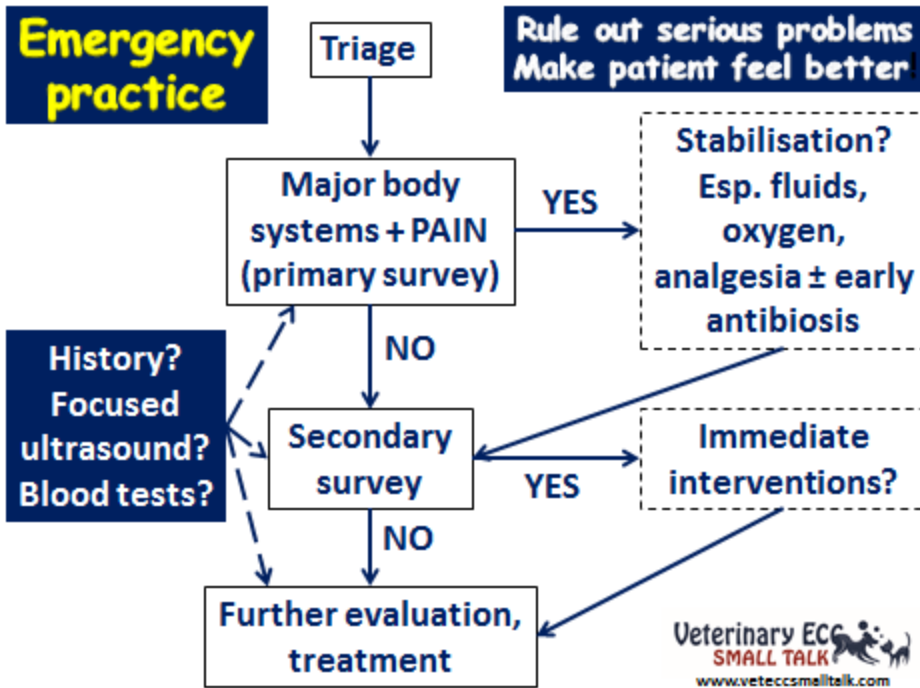 Emergency
practice
Triage
Rule out serious problems
Make patient feel better!
Major body
systems + PAIN
(primary survey)
YES
Stabilisation?
Esp. fluids,
oxygen,
analgesia ± early
antibiosis
NO
History?
Focused
ultrasound?
Blood tests?
Secondary
survey
YES
Immediate
interventions?
NO
Further evaluation,
treatment
Veterinary ECC
SMALL TALK
www.veteccsmalltalk.com